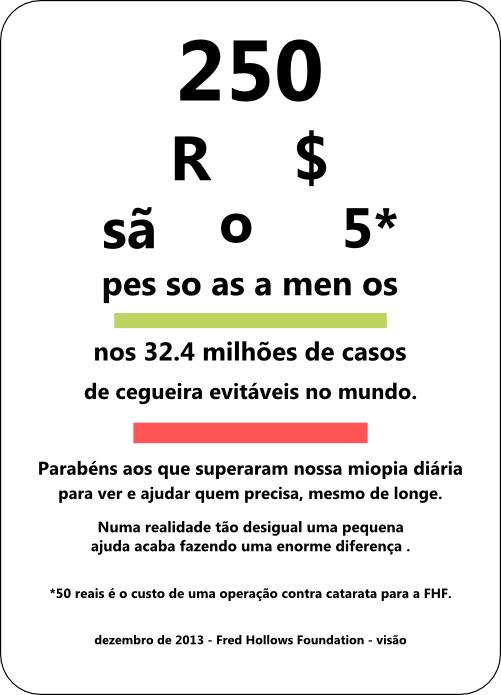 250
R $
sã o 5*
pes so as a men os
nos 32.4 milhões de casos
de cegueira evitáveis no mundo.
Parabéns aos que superaram nossa miopia diária
para ver e ajudar quem precisa, mesmo de longe.
Numa realidade tão desigual uma pequena
ajuda acaba fazendo uma enorme diferença .
*50 reais é o custo de uma operação contra catarata para a FHF.
dezembro de 2013 - Fred Hollows Foundation - visão